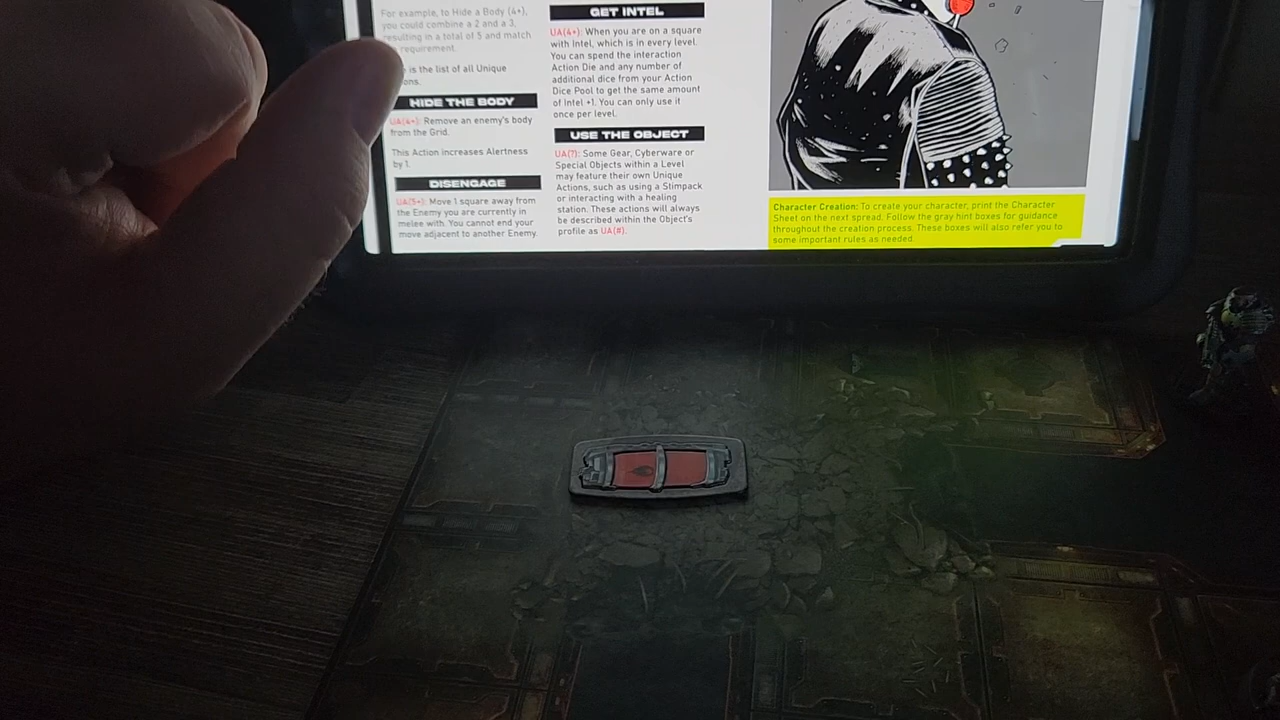 For example, to Hide a Body (4+),
you could combine a 2 and a 3,
resulting in a total of 5 and match
requirement.
is the list of all Unique
HIDE THE BODY
UA(4+): Remove an enemy's body
from the Grid.
This Action increases Alertness
by 1.
DISENGAGE
UA(5+): Move 1 square away from
the Enemy you are currently in
melee with. You cannot end your
move adjacent to another Enemy.
GET INTEL
UA(4+): When you are on a square
with Intel, which is in every level.
You can spend the interaction
Action Die and any number of
additional dice from your Action
Dice Pool to get the same amount
of Intel +1. You can only use it
once per level.
USE THE OBJECT
UA(?): Some Gear, Cyberware or
Special Objects within a Level
may feature their own Unique
Actions, such as using a Stimpack
or interacting with a healing
station. These actions will always
be described within the Object's
profile as UA(#).
Character Creation: To create your character, print the Character
Sheet on the next spread. Follow the gray hint boxes for guidance
throughout the creation process. These boxes will also refer you to
some important rules as needed.